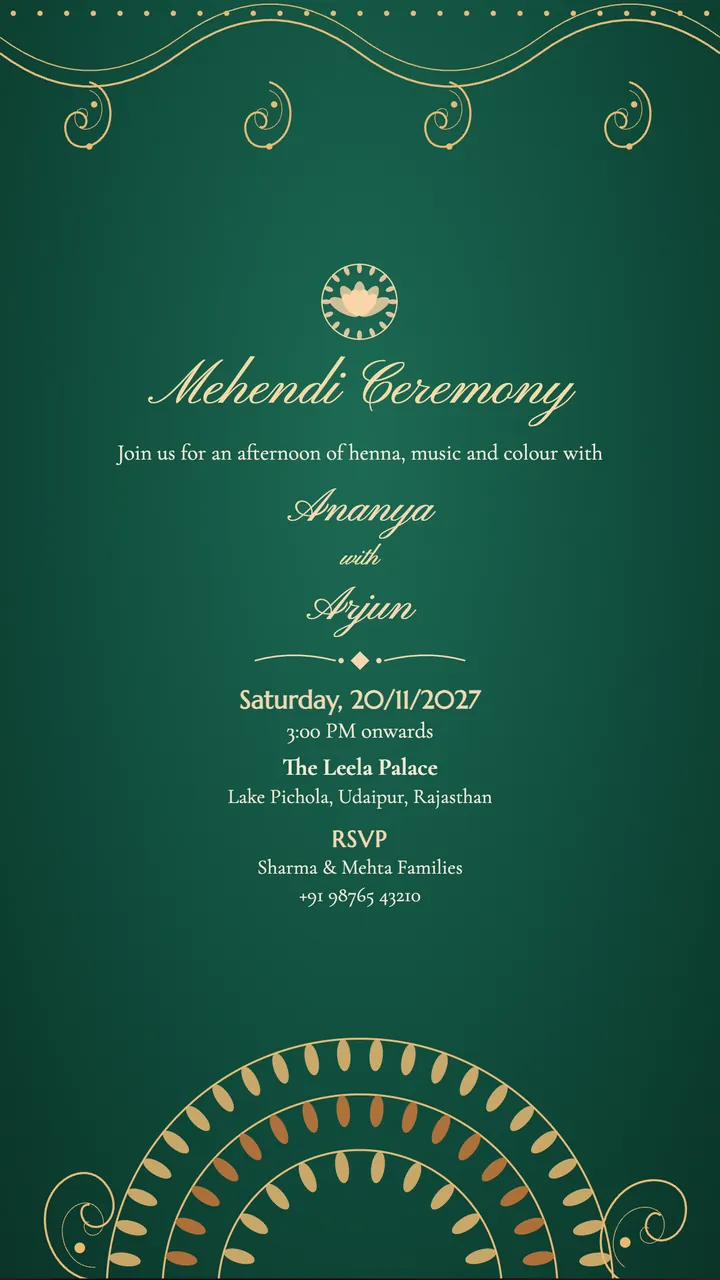 Mehendi Ceremony
Join us for an afternoon of henna, music and colour with
Ananya
with
Arjun
Saturday, 20/11/2027
3:00 PM onwards
The Leela Palace
Lake Pichola, Udaipur, Rajasthan
RSVP
Sharma & Mehta Families
+91 98765 43210